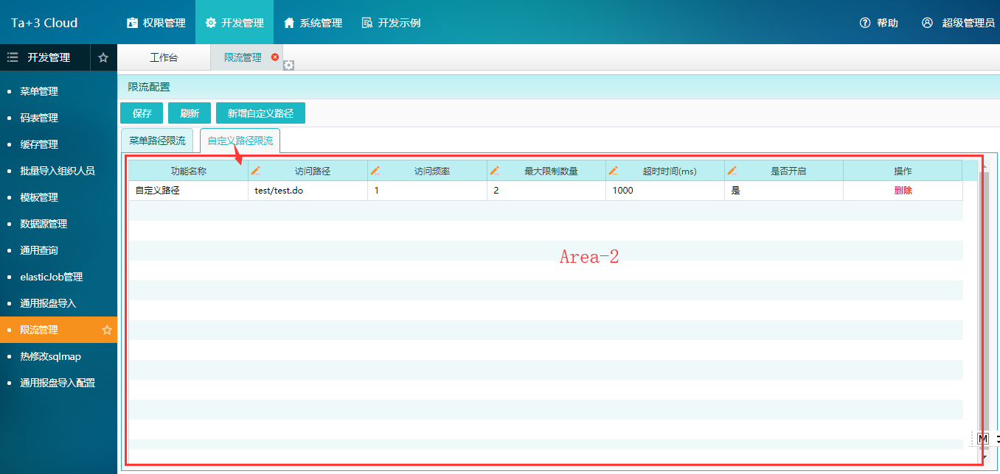 Ta+3 Cloud 权限管理 开发管理 系统管理 开发示例 帮助 超级管理员
开发管理 工作台 限流管理
限流配置
保存 刷新 新增自定义路径
菜单路径限流 自定义路径限流
菜单管理
码表管理
缓存管理
批量导入组织人员
模板管理
数据源管理
通用查询
elasticJob管理
通用报盘导入
限流管理
热修改sqlmap
通用报盘导入配置
功能名称 访问路径 访问频率 最大限制数量 超时时间(ms) 是否开启 操作
自定义路径 test/test.do 1 2 1000 是 删除
Area-2
M